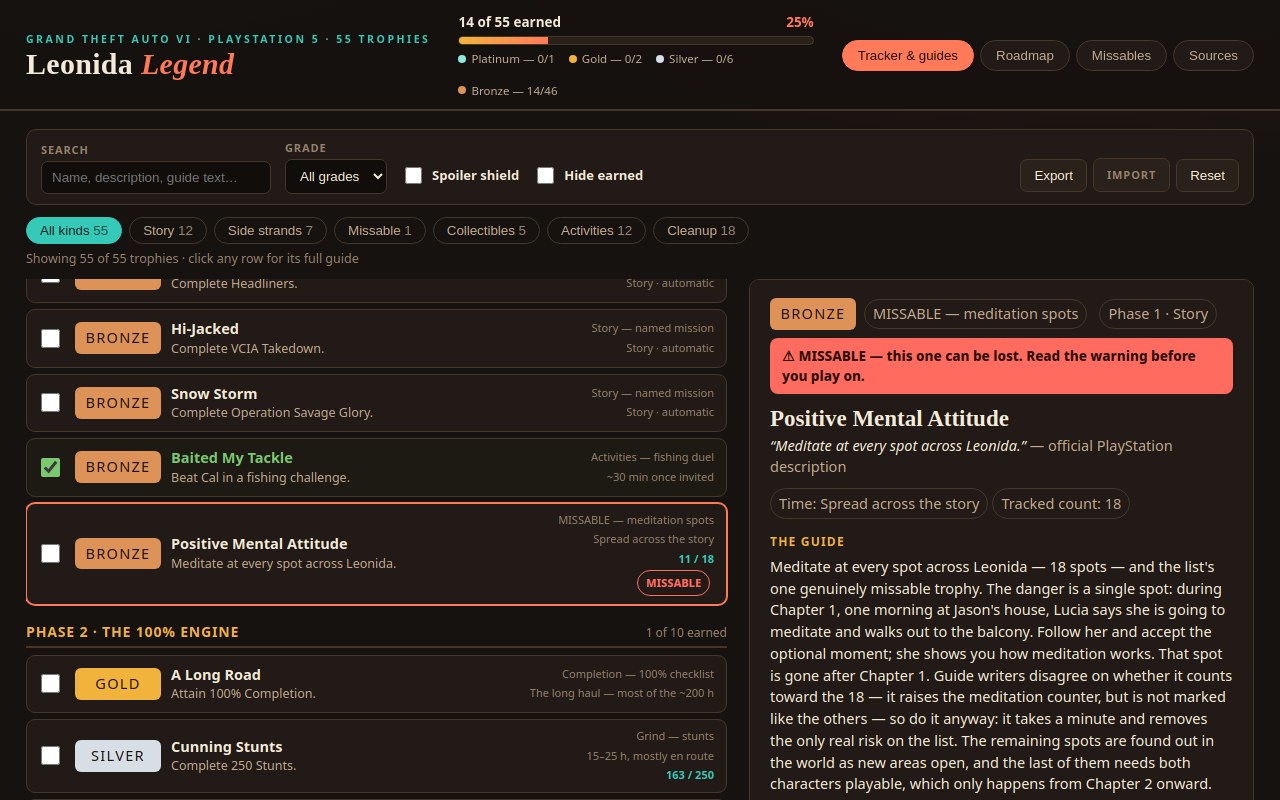 GRAND THEFT AUTO VI · PLAYSTATION 5 · 55 TROPHIES
Leonida Legend
14 of 55 earned 25%
Platinum — 0/1 Gold — 0/2 Silver — 0/6
Bronze — 14/46
Tracker & guides Roadmap Missables Sources
SEARCH
Name, description, guide text…
GRADE
All grades
Spoiler shield Hide earned
Export IMPORT Reset
All kinds 55 Story 12 Side strands 7 Missable 1 Collectibles 5 Activities 12 Cleanup 18
Showing 55 of 55 trophies · click any row for its full guide
Complete Headliners. Story · automatic
BRONZE
Hi-Jacked
Complete VCIA Takedown.
Story — named mission
Story · automatic
BRONZE
Snow Storm
Complete Operation Savage Glory.
Story — named mission
Story · automatic
BRONZE
Baited My Tackle
Beat Cal in a fishing challenge.
Activities — fishing duel
~30 min once invited
BRONZE
Positive Mental Attitude
Meditate at every spot across Leonida.
MISSABLE — meditation spots
Spread across the story
11 / 18
MISSABLE
PHASE 2 · THE 100% ENGINE 1 of 10 earned
GOLD
A Long Road
Attain 100% Completion.
Completion — 100% checklist
The long haul — most of the ~200 h
SILVER
Cunning Stunts
Complete 250 Stunts.
Grind — stunts
15–25 h, mostly en route
163 / 250
BRONZE MISSABLE — meditation spots Phase 1 · Story
⚠ MISSABLE — this one can be lost. Read the warning before
you play on.
Positive Mental Attitude
“Meditate at every spot across Leonida.” — official PlayStation
description
Time: Spread across the story Tracked count: 18
THE GUIDE
Meditate at every spot across Leonida — 18 spots — and the list's
one genuinely missable trophy. The danger is a single spot: during
Chapter 1, one morning at Jason's house, Lucia says she is going to
meditate and walks out to the balcony. Follow her and accept the
optional moment; she shows you how meditation works. That spot
is gone after Chapter 1. Guide writers disagree on whether it counts
toward the 18 — it raises the meditation counter, but is not marked
like the others — so do it anyway: it takes a minute and removes
the only real risk on the list. The remaining spots are found out in
the world as new areas open, and the last of them needs both
characters playable, which only happens from Chapter 2 onward.